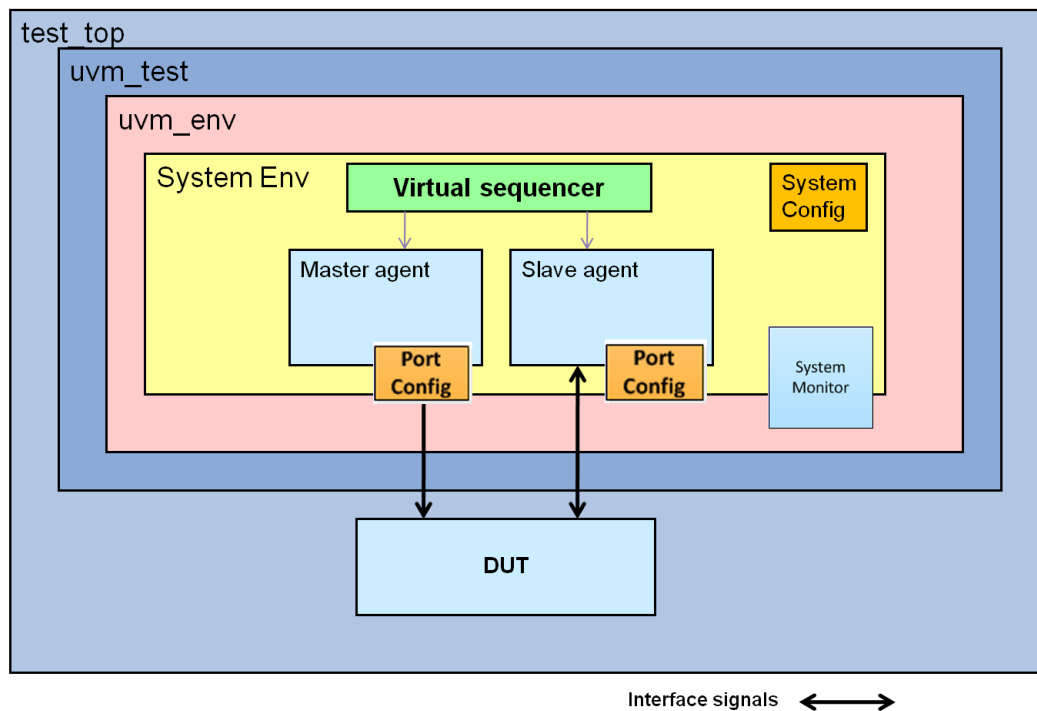 test_top
uvm_test
uvm_env
System Env
Virtual sequencer
System
Config
Master agent
Slave agent
Port
Config
Port
Config
System
Monitor
DUT
Interface signals